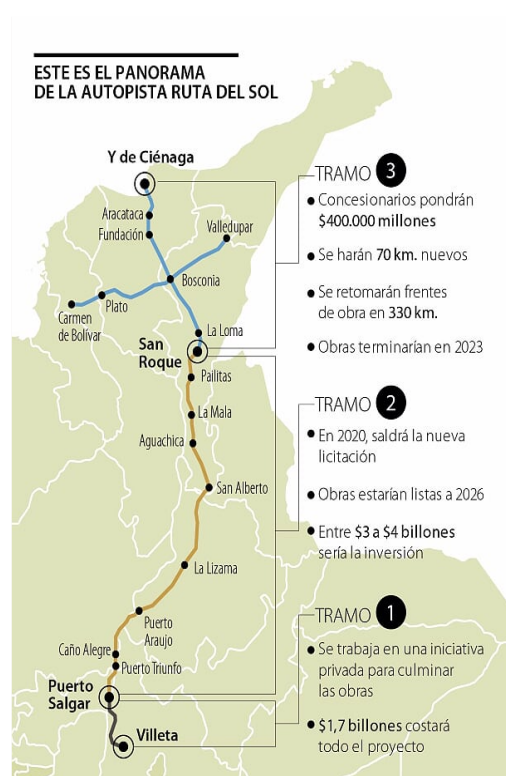 ESTE ES EL PANORAMA
DE LA AUTOPISTA RUTA DEL SOL
Y de Ciénaga
Aracataca
Fundación
Valledupar
Bosconia
Plato
Carmen
de Bolívar
La Loma
San
Roque
Pailitas
La Mala
Aguachica
San Alberto
La Lizama
Puerto
Araujo
Caño Alegre
Puerto Triunfo
Puerto
Salgar
Villeta
TRAMO 3
Concesionarios pondrán
$400.000 millones
Se harán 70 km. nuevos
Se retomarán frentes
de obra en 330 km.
Obras terminarían en 2023
TRAMO 2
En 2020, saldrá la nueva
licitación
Obras estarían listas a 2026
Entre $3 a $4 billones
sería la inversión
TRAMO 1
Se trabaja en una iniciativa
privada para culminar
las obras
$1,7 billones costará
todo el proyecto